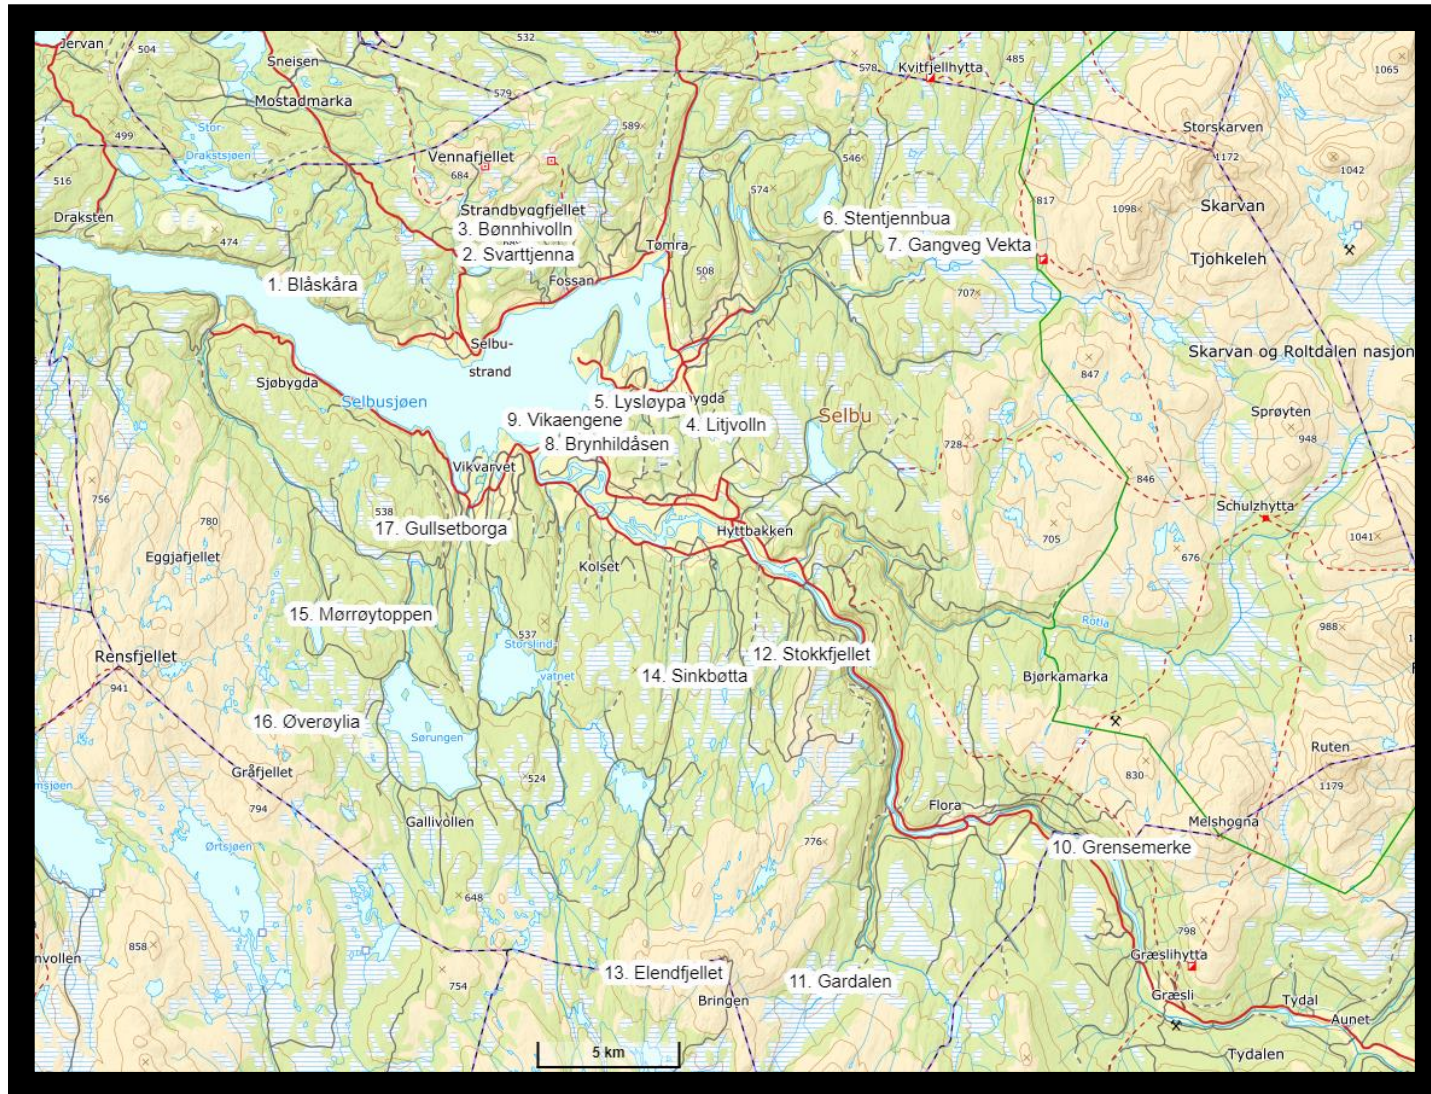 Jervan
504
532
448
Sneisen
579
578
Kvitfjellhytta
485
1065
Mostadmarka
Stor-
Drakstsjøen
499
589
Storskarven
Vennafjellet
684
546
1172
1042
516
574
Draksten
Strandbyggfjellet
6. Stentjennbua
817
1098
Skarvan
474
3. Bønnhivolln
2. Svarttjenna
Tømra
7. Gangveg Vekta
Tjohkeleh
1. Blåskåra
Fossan
508
707
Selbu-
strand
Skarvan og Roltdalen nasjon
Sjøbygda
847
Selbusjøen
5. Lysløypa
ygda
Selbu
Sprøyten
9. Vikaengene
4. Litjvolln
948
8. Brynhildåsen
728
Vikvarvet
846
756
538
Schulzhytta
780
17. Gullsetborga
Hyttbakken
705
1041
Eggjafjellet
Kolset
676
15. Mørrøytoppen
537
Rotla
988
Storslind-
vatnet
Rensfjellet
12. Stokkfjellet
941
14. Sinkbøtta
Bjørkamarka
16. Øverøylia
Sørungen
Ruten
Gråfjellet
524
830
1179
msjøen
794
Flora
Gallivollen
Melshogna
Ørtsjøen
776
10. Grensemerke
648
858
798
nvollen
Græslihytta
13. Elendfjellet
11. Gardalen
754
Bringen
Græsli
Tydal
Aunet
5 km
Tydalen